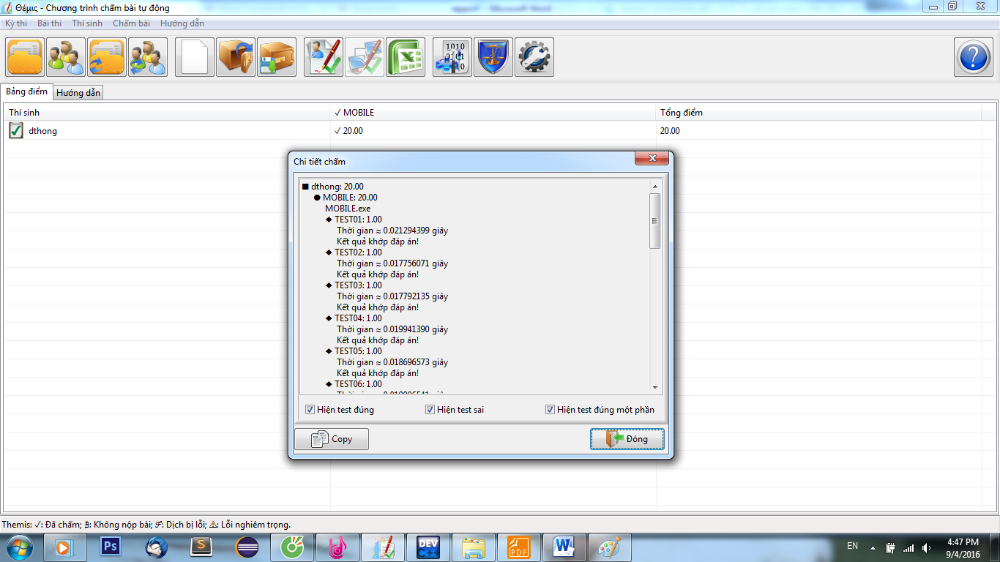 Θέμις - Chương trình chấm bài tự động
Kỳ thi Bài thi Thí sinh Chấm bài Hướng dẫn
1010
Bảng điểm Hướng dẫn
Thí sinh ✓ MOBILE Tổng điểm
dthong ✓ 20.00 20.00
Chi tiết chấm
■ dthong: 20.00
● MOBILE: 20.00
MOBILE.exe
◆ TEST01: 1.00
Thời gian ≈ 0.021294399 giây
Kết quả khớp đáp án!
◆ TEST02: 1.00
Thời gian ≈ 0.017756071 giây
Kết quả khớp đáp án!
◆ TEST03: 1.00
Thời gian ≈ 0.017792135 giây
Kết quả khớp đáp án!
◆ TEST04: 1.00
Thời gian ≈ 0.019941390 giây
Kết quả khớp đáp án!
◆ TEST05: 1.00
Thời gian ≈ 0.018696573 giây
Kết quả khớp đáp án!
◆ TEST06: 1.00
Hiện test đúng Hiện test sai Hiện test đúng một phần
Copy Đóng
Themis: ✓: Đã chấm; ∄: Không nộp bài; ℱ: Dịch bị lỗi; ⚠: Lỗi nghiêm trọng.
Ps S DEV C++ PDF W EN 4:47 PM
9/4/2016